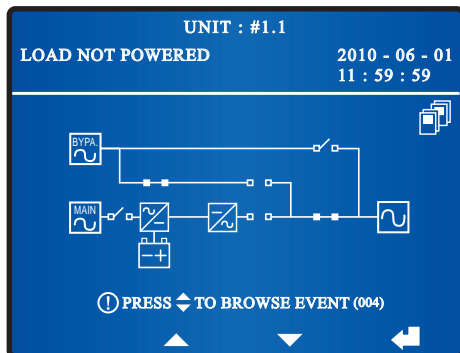 UNIT : #1.1
LOAD NOT POWERED
2010 - 06 - 01
11 : 59 : 59
BYPA.
MAIN
! PRESS TO BROWSE EVENT (004)